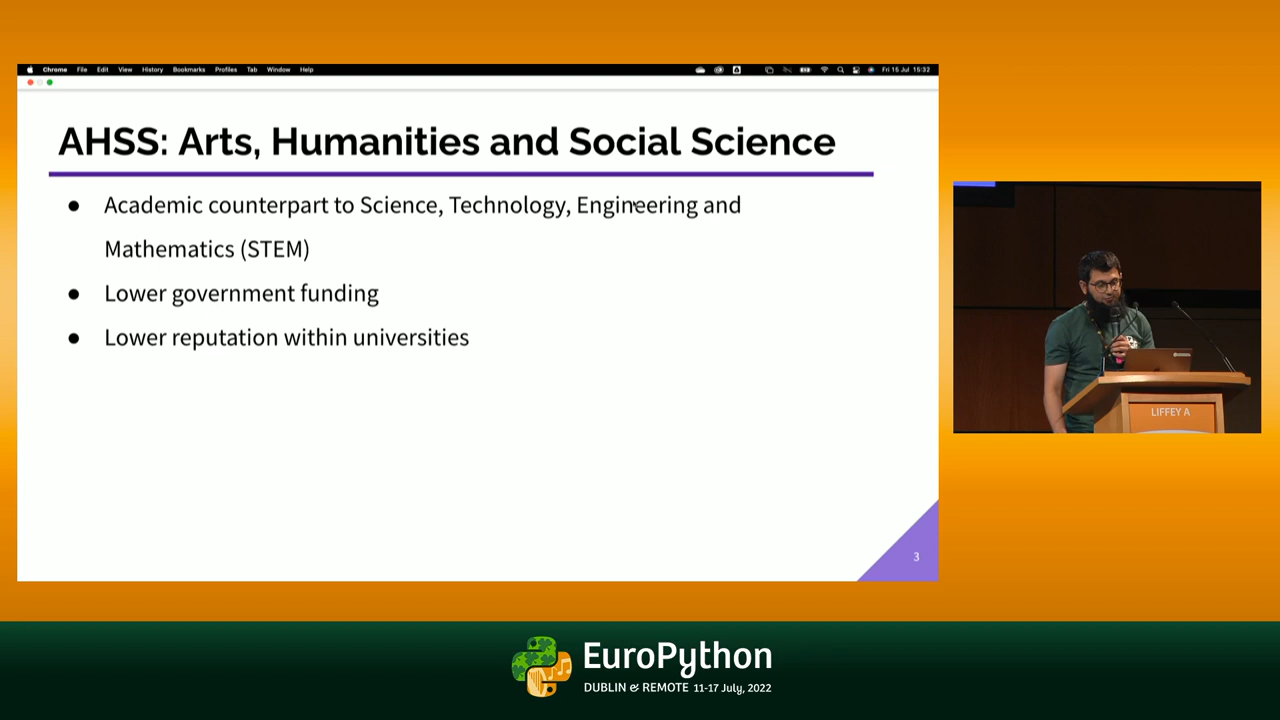 Chrome File Edit View History Bookmarks Profiles Tab Window Help Fri 15 Jul 15:32
AHSS: Arts, Humanities and Social Science
● Academic counterpart to Science, Technology, Engineering and
Mathematics (STEM)
● Lower government funding
● Lower reputation within universities
3
LIFFEY A
EuroPython
DUBLIN & REMOTE 11-17 July, 2022